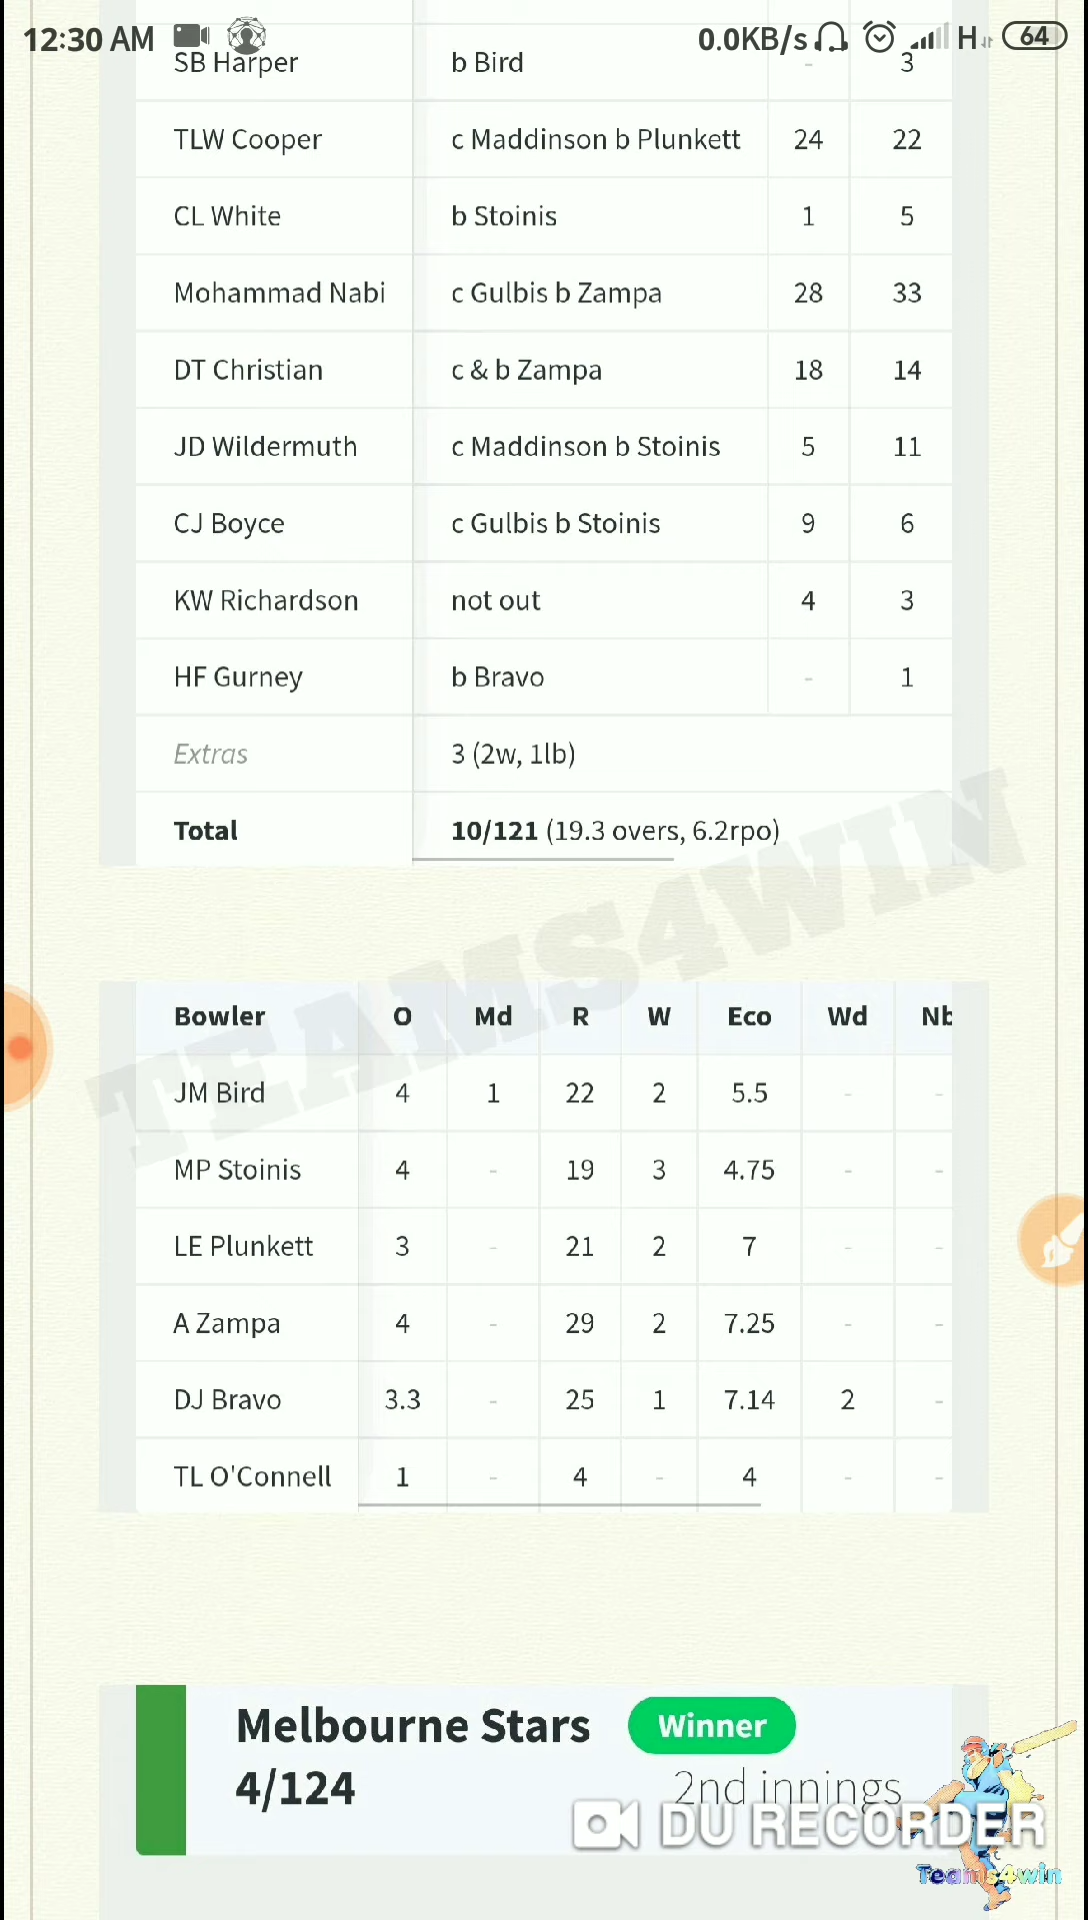 12:30 AM 0.0KB/s H 64
SB Harper b Bird - 3
TLW Cooper c Maddinson b Plunkett 24 22
CL White b Stoinis 1 5
Mohammad Nabi c Gulbis b Zampa 28 33
DT Christian c & b Zampa 18 14
JD Wildermuth c Maddinson b Stoinis 5 11
CJ Boyce c Gulbis b Stoinis 9 6
KW Richardson not out 4 3
HF Gurney b Bravo - 1
Extras 3 (2w, 1lb)
Total 10/121 (19.3 overs, 6.2rpo)
TEAMS4WIN
Bowler O Md R W Eco Wd Nb
JM Bird 4 1 22 2 5.5 - -
MP Stoinis 4 - 19 3 4.75 - -
LE Plunkett 3 - 21 2 7 - -
A Zampa 4 - 29 2 7.25 - -
DJ Bravo 3.3 - 25 1 7.14 2 -
TL O'Connell 1 - 4 - 4 - -
Melbourne Stars Winner
4/124 2nd innings
DU RECORDER
Teams4win